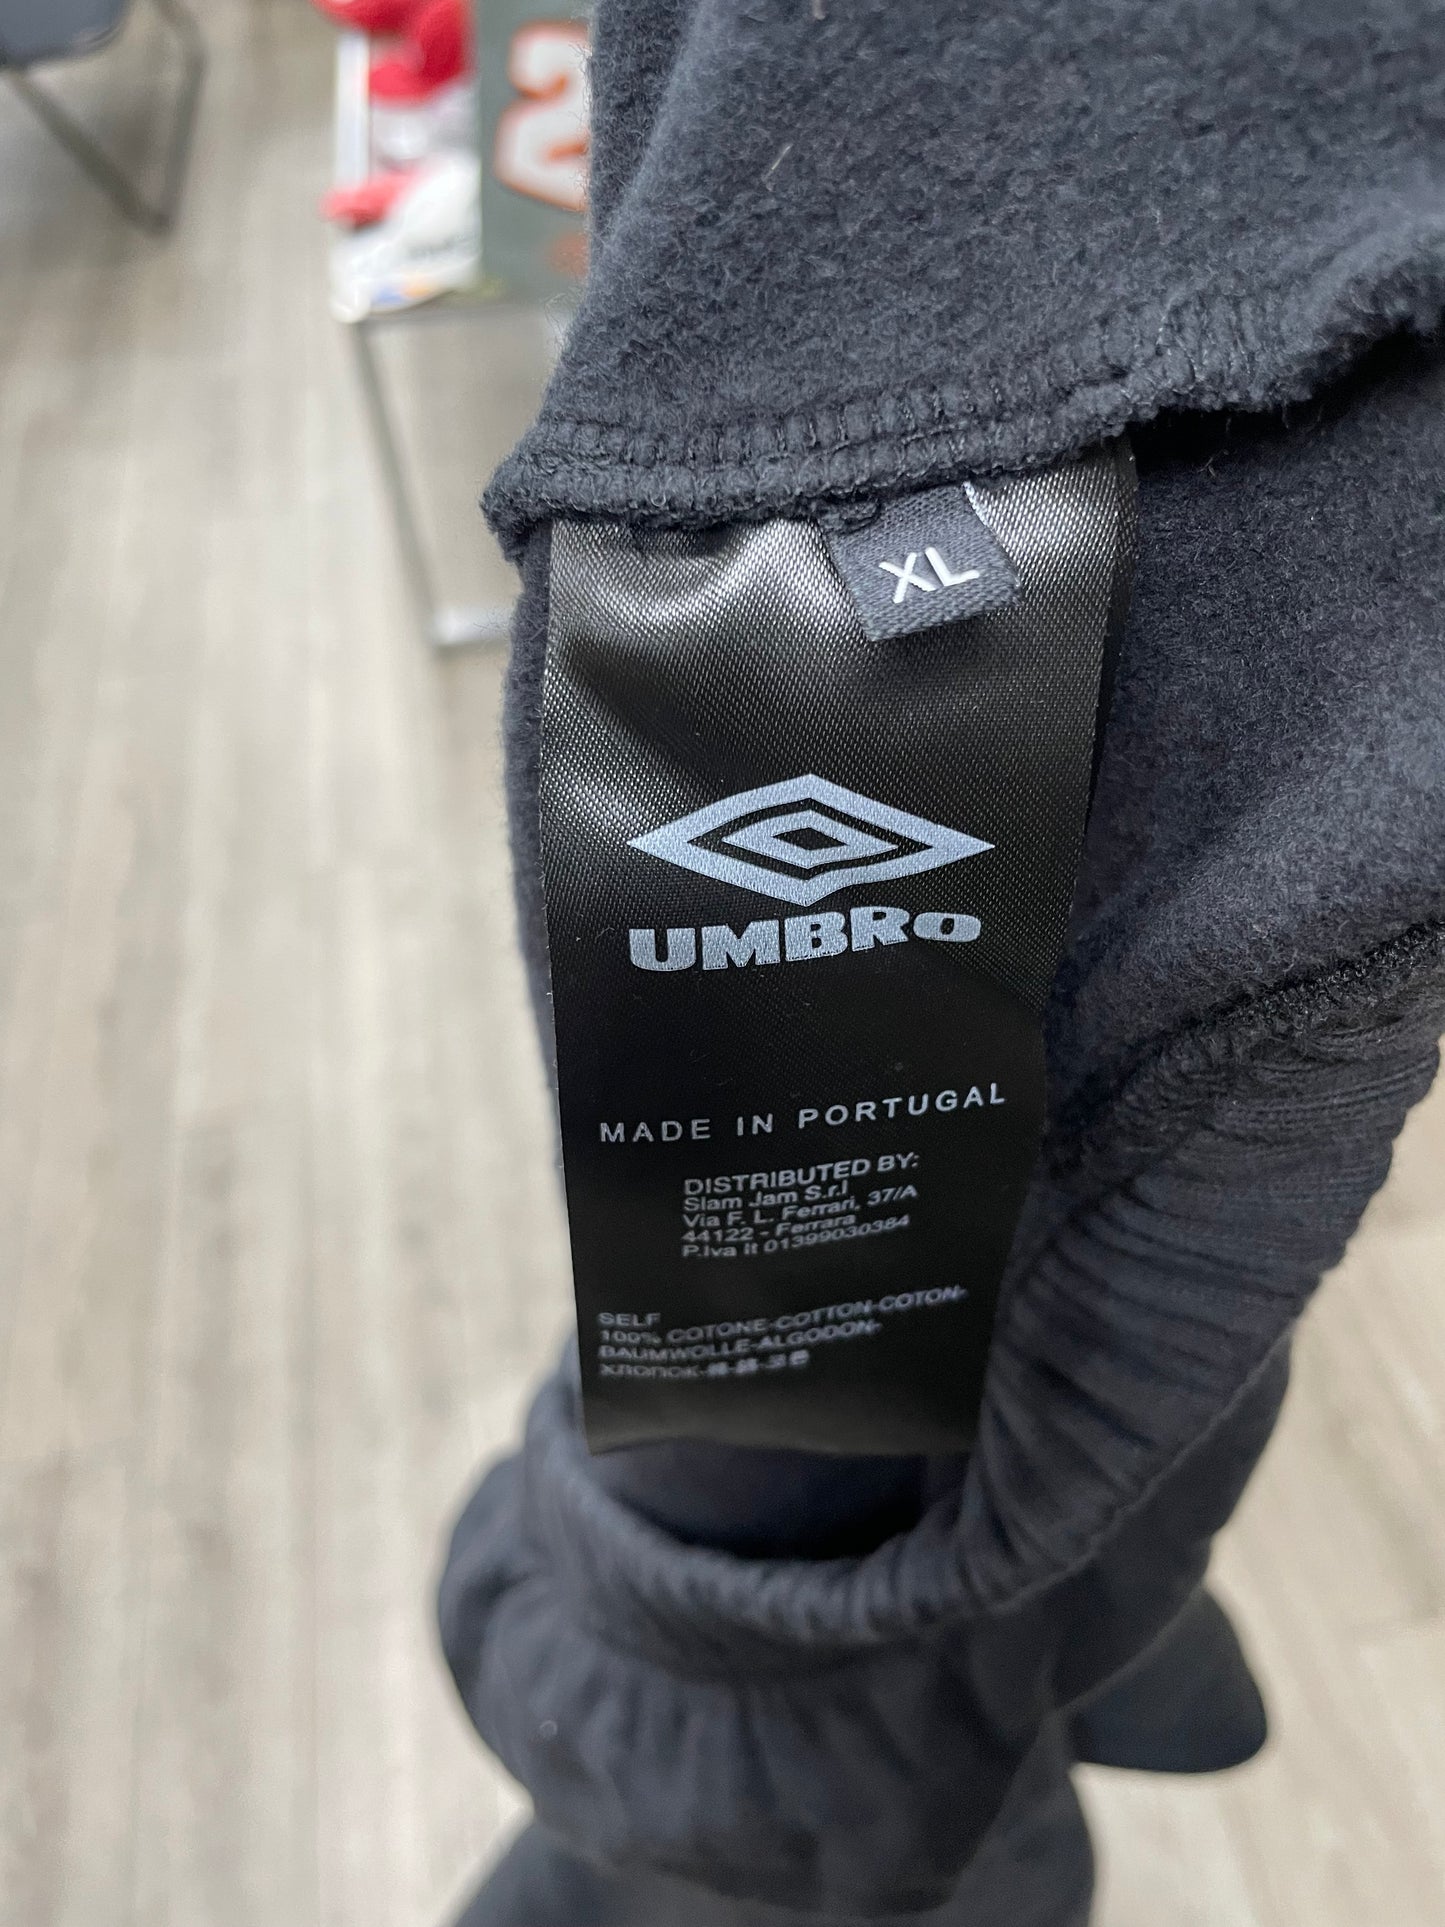 2
XL
UMBRO
MADE IN PORTUGAL
DISTRIBUTED BY:
Slam Jam S.r.l
Via F. L. Ferrari, 37/A
44122 - Ferrara
P.Iva It 01399030384
SELF
100% COTONE-COTTON-COTON-
BAUMWOLLE-ALGODON-
ХЛОПОК-